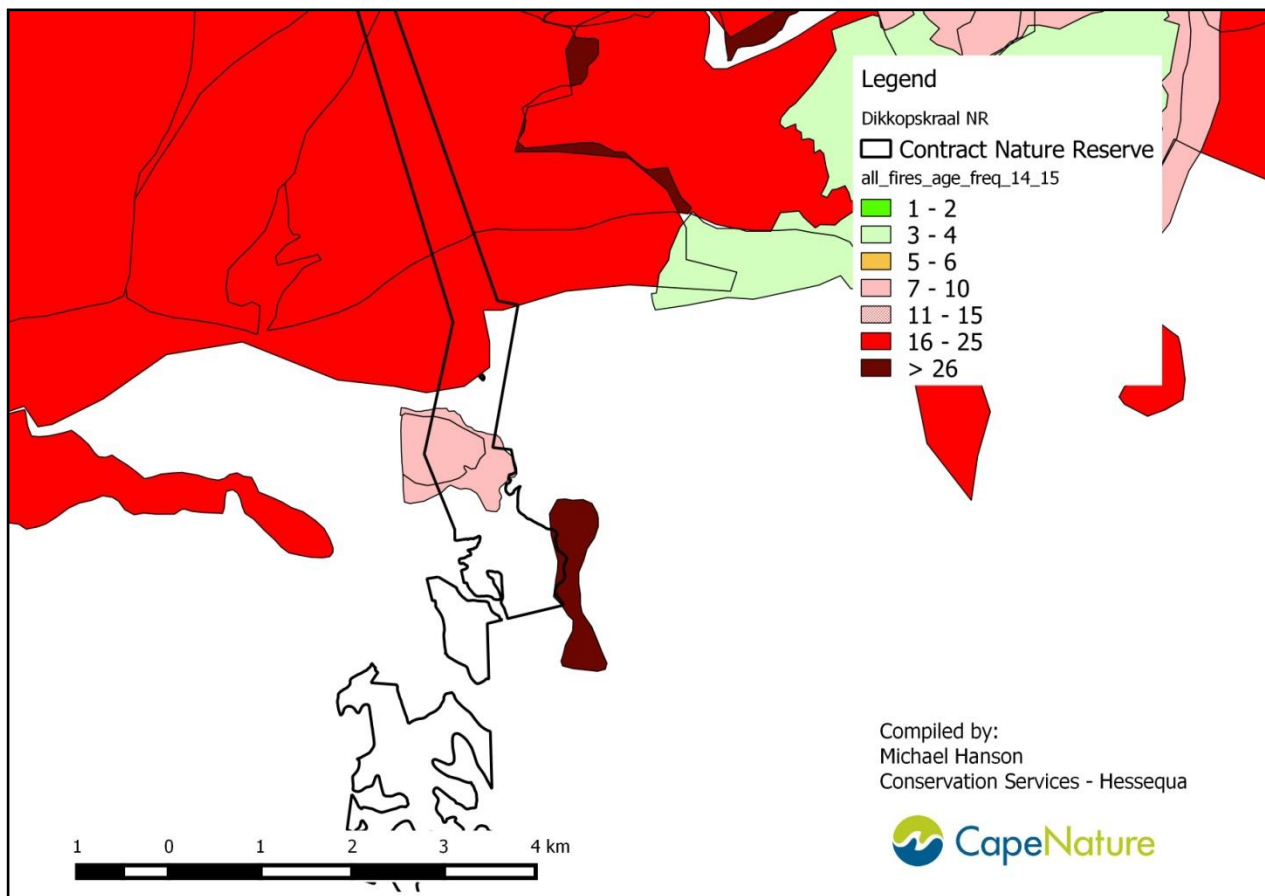 Legend
Dikkopskraal NR
Contract Nature Reserve
all_fires_age_freq_14_15
1 - 2
3 - 4
5 - 6
7 - 10
11 - 15
16 - 25
> 26
Compiled by:
Michael Hanson
Conservation Services - Hessequa
CapeNature
1 0 1 2 3 4 km